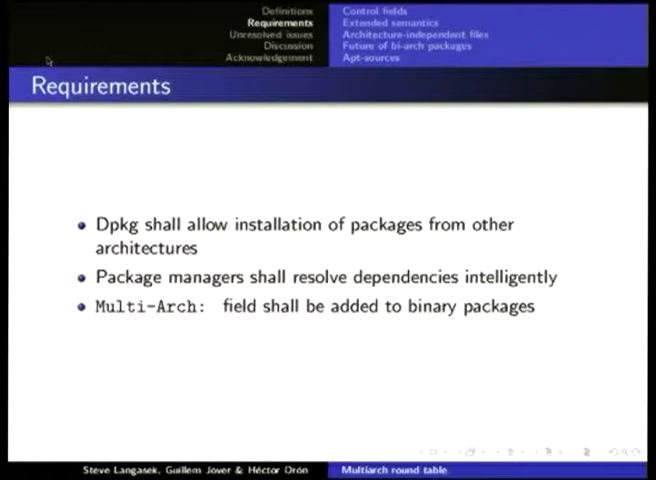 Definitions
Requirements
Unresolved issues
Discussion
Acknowledgement
Control fields
Extended semantics
Architecture-independent files
Future of bi-arch packages
Apt-sources
Requirements
Dpkg shall allow installation of packages from other
architectures
Package managers shall resolve dependencies intelligently
Multi-Arch: field shall be added to binary packages
Steve Langasek, Guillem Jover & Héctor Orón
Multiarch round table